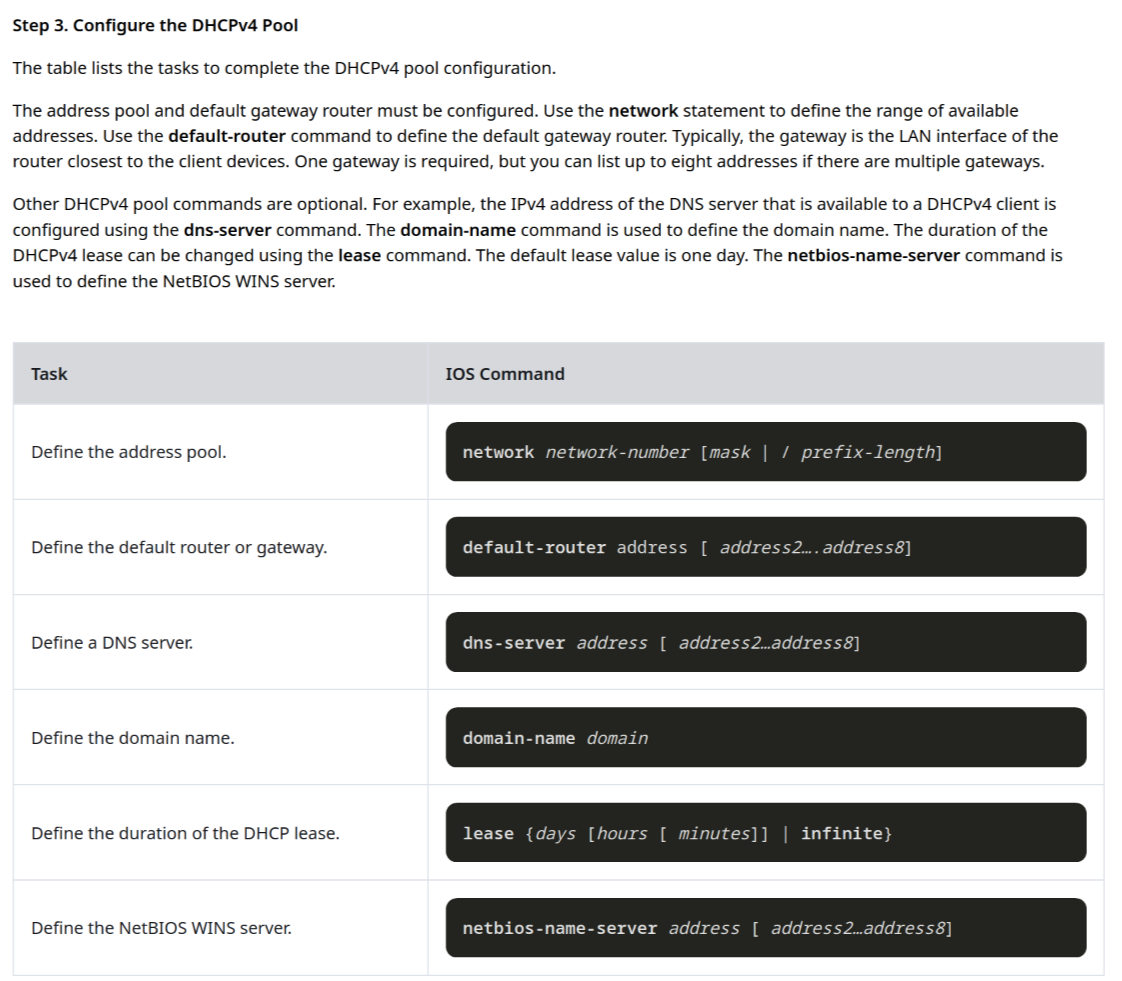 Step 3. Configure the DHCPv4 Pool
The table lists the tasks to complete the DHCPv4 pool configuration.
The address pool and default gateway router must be configured. Use the network statement to define the range of available
addresses. Use the default-router command to define the default gateway router. Typically, the gateway is the LAN interface of the
router closest to the client devices. One gateway is required, but you can list up to eight addresses if there are multiple gateways.
Other DHCPv4 pool commands are optional. For example, the IPv4 address of the DNS server that is available to a DHCPv4 client is
configured using the dns-server command. The domain-name command is used to define the domain name. The duration of the
DHCPv4 lease can be changed using the lease command. The default lease value is one day. The netbios-name-server command is
used to define the NetBIOS WINS server.
Task IOS Command
Define the address pool. network network-number [mask | / prefix-length]
Define the default router or gateway. default-router address [ address2….address8]
Define a DNS server. dns-server address [ address2…address8]
Define the domain name. domain-name domain
Define the duration of the DHCP lease. lease {days [hours [ minutes]] | infinite}
Define the NetBIOS WINS server. netbios-name-server address [ address2…address8]